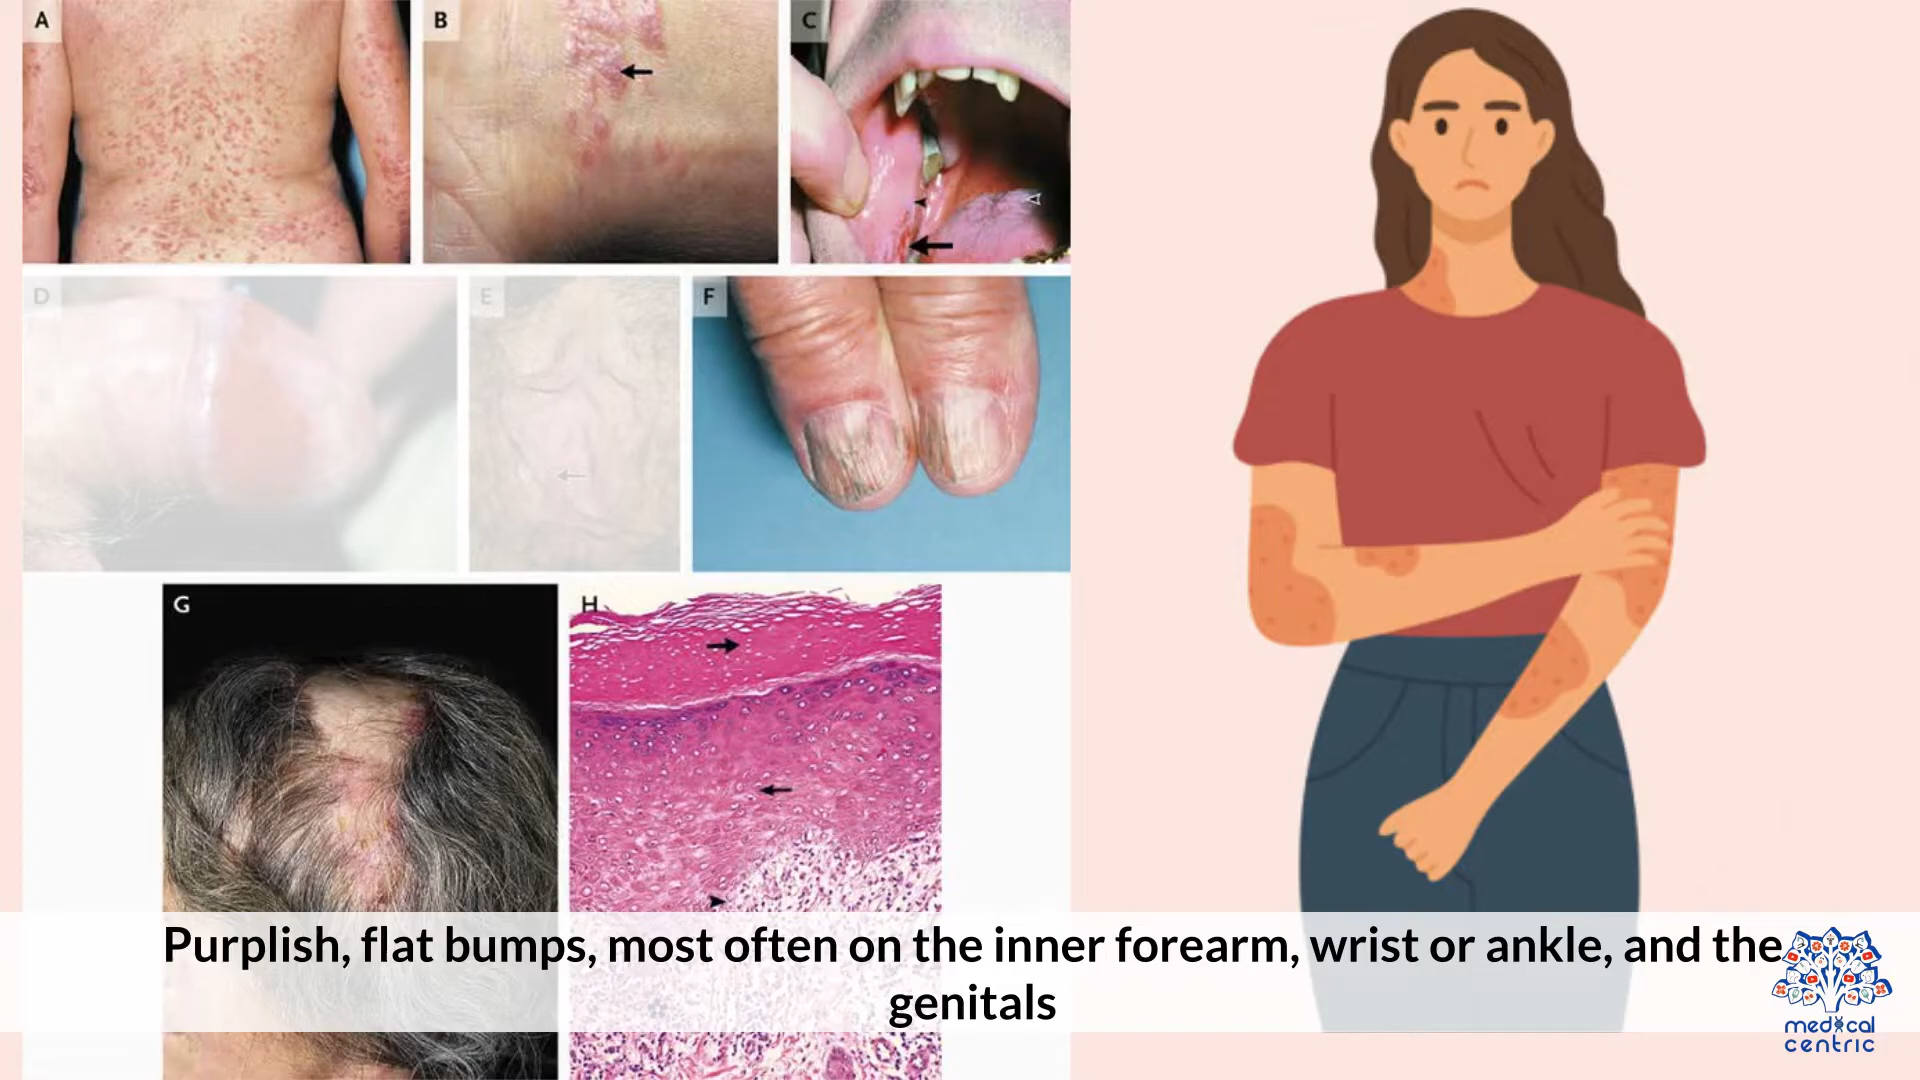 A
B
C
D
E
F
G
H
Purplish, flat bumps, most often on the inner forearm, wrist or ankle, and the
genitals
medical
centric